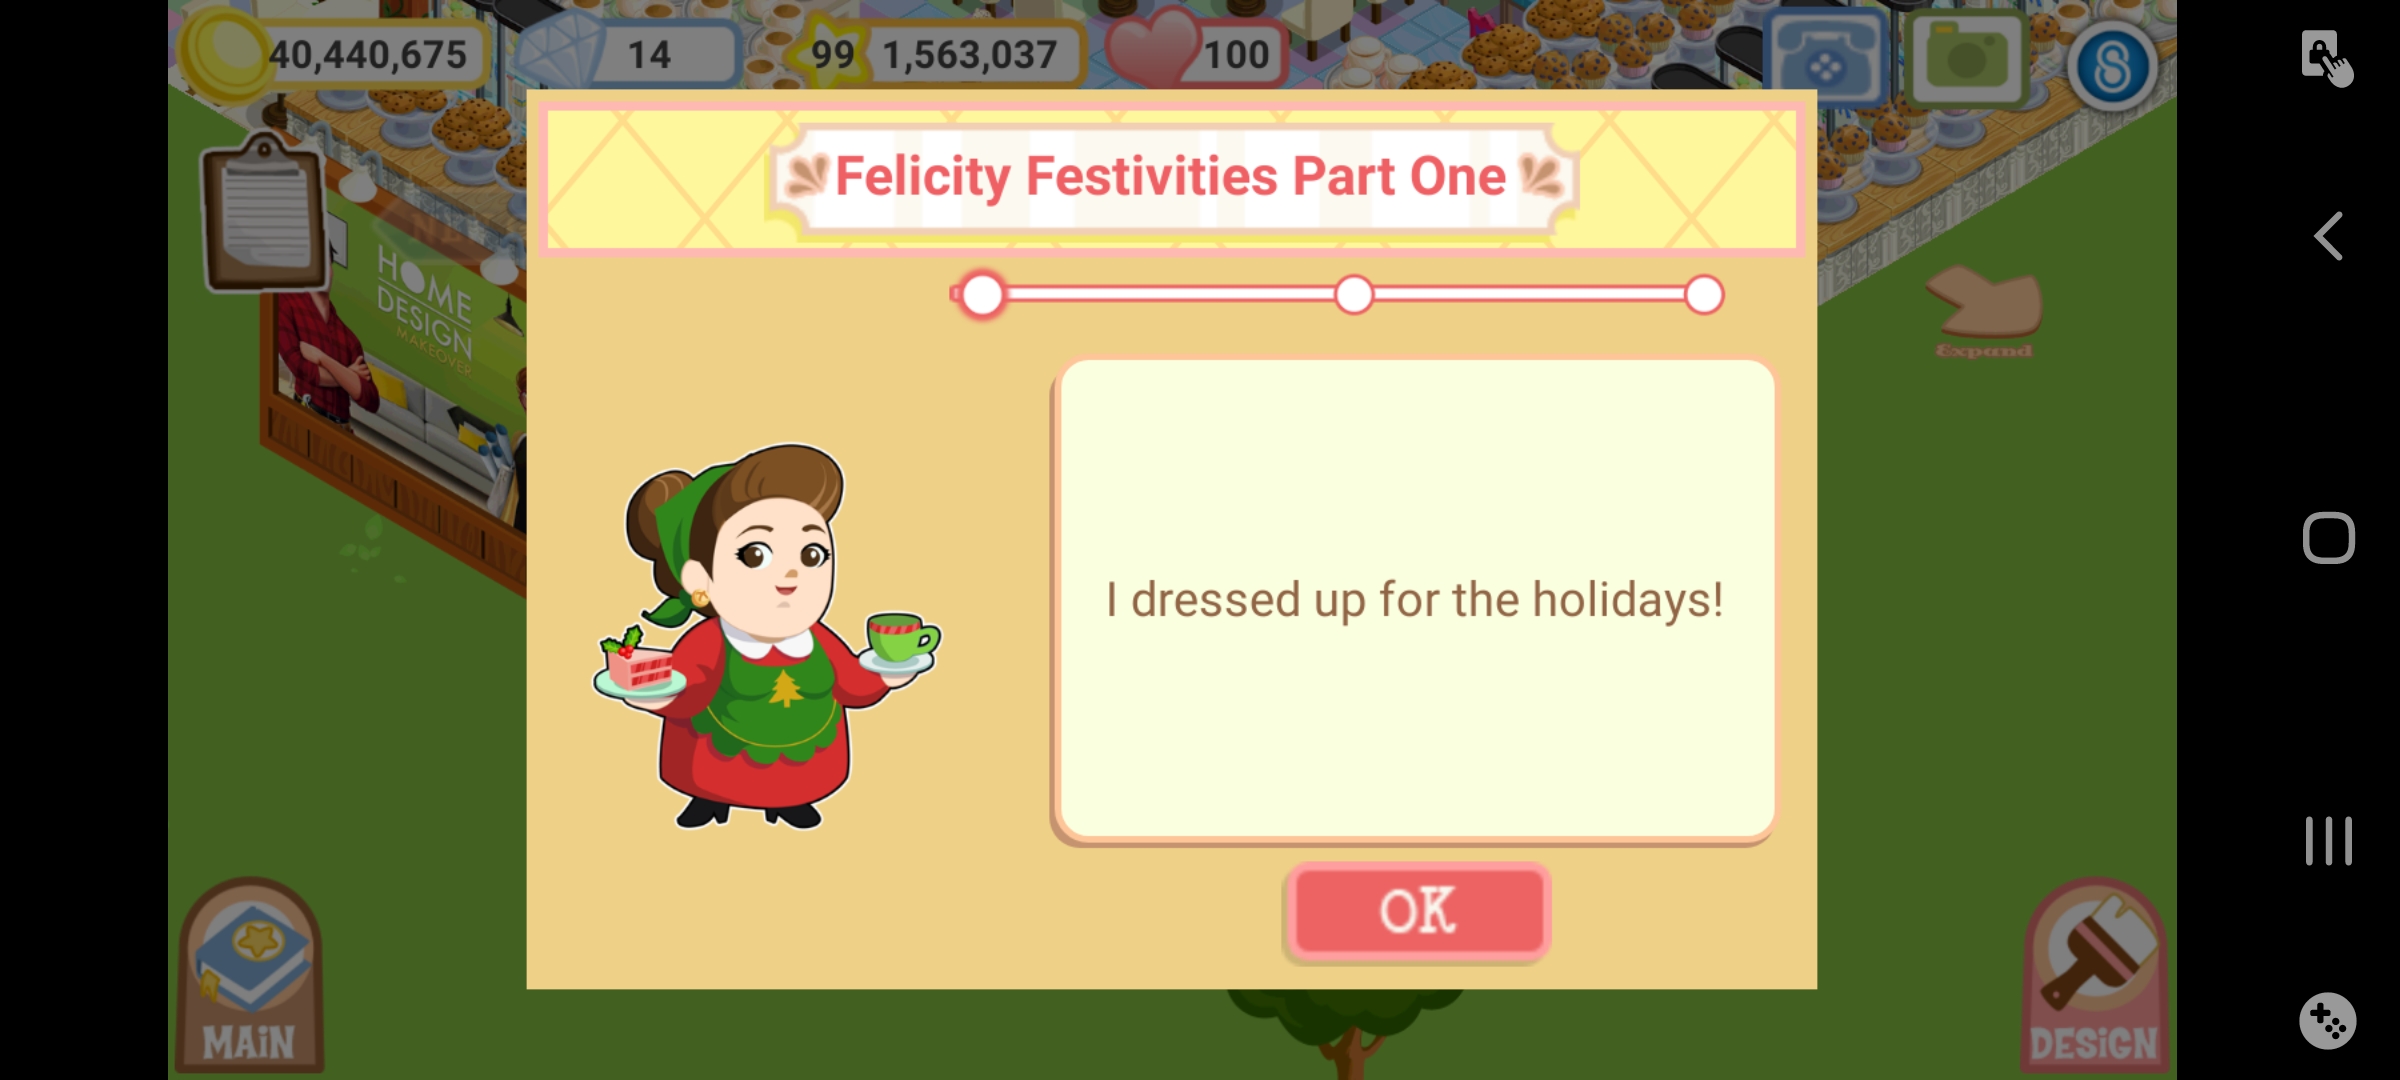 40,440,675
14
99
1,563,037
100
Felicity Festivities Part One
HOME
DESIGN
MAKEOVER
Expand
I dressed up for the holidays!
OK
MAiN
DESiGN